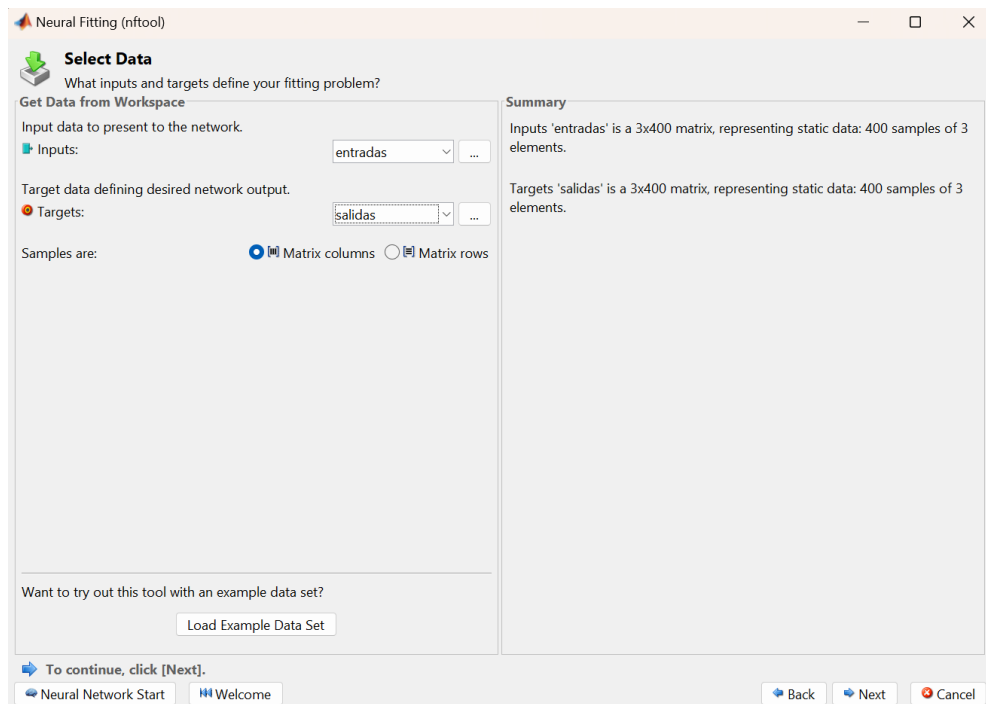 Neural Fitting (nftool)
Select Data
What inputs and targets define your fitting problem?
Get Data from Workspace
Input data to present to the network.
Inputs: entradas ...
Target data defining desired network output.
Targets: salidas ...
Samples are: Matrix columns Matrix rows
Want to try out this tool with an example data set?
Load Example Data Set
Summary
Inputs 'entradas' is a 3x400 matrix, representing static data: 400 samples of 3
elements.
Targets 'salidas' is a 3x400 matrix, representing static data: 400 samples of 3
elements.
To continue, click [Next].
Neural Network Start Welcome Back Next Cancel